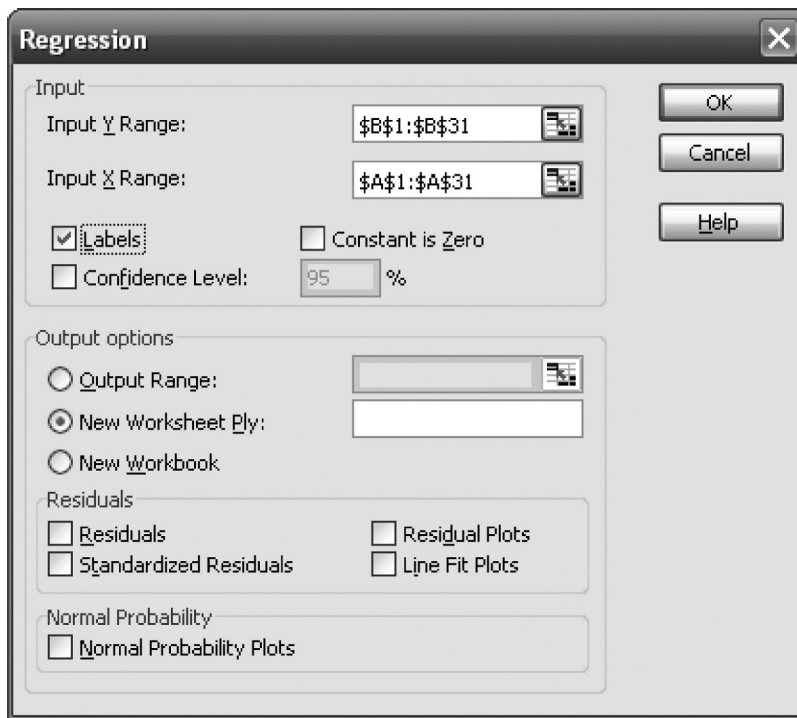 Regression
Input
Input Y Range:
$B$1:$B$31
Input X Range:
$A$1:$A$31
Labels
Constant is Zero
Confidence Level:
95
%
OK
Cancel
Help
Output options
Output Range:
New Worksheet Ply:
New Workbook
Residuals
Residuals
Residual Plots
Standardized Residuals
Line Fit Plots
Normal Probability
Normal Probability Plots